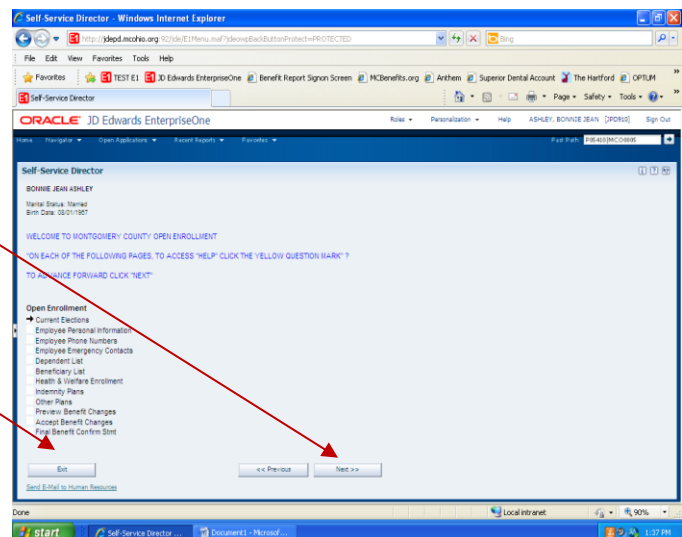 Self-Service Director - Windows Internet Explorer
http://jdepd.mcohio.org:92/jde/E1Menu.maf?jdeowpBackButtonProtect=PROTECTED
Bing
File Edit View Favorites Tools Help
Favorites TEST E1 JD Edwards EnterpriseOne Benefit Report Signon Screen MCBenefits.org Anthem Superior Dental Account The Hartford OPTUM
Self-Service Director Page Safety Tools
ORACLE JD Edwards EnterpriseOne Roles Personalization Help ASHLEY, BONNIE JEAN [JPD910] Sign Out
Home Navigator Open Applications Recent Reports Favorites Fast Path
Self-Service Director
BONNIE JEAN ASHLEY
Marital Status: Married
Birth Date: 08/01/1967
WELCOME TO MONTGOMERY COUNTY OPEN ENROLLMENT
"ON EACH OF THE FOLLOWING PAGES, TO ACCESS "HELP" CLICK THE YELLOW QUESTION MARK" ?
TO ADVANCE FORWARD CLICK "NEXT"
Open Enrollment
Current Elections
Employee Personal Information
Employee Phone Numbers
Employee Emergency Contacts
Dependent List
Beneficiary List
Health & Welfare Enrollment
Indemnity Plans
Other Plans
Preview Benefit Changes
Accept Benefit Changes
Final Benefit Confirm Stmt
Exit << Previous Next >>
Send E-Mail to Human Resources
Done Local intranet 90%
start Self-Service Director ... Document1 - Microsof... 1:37 PM